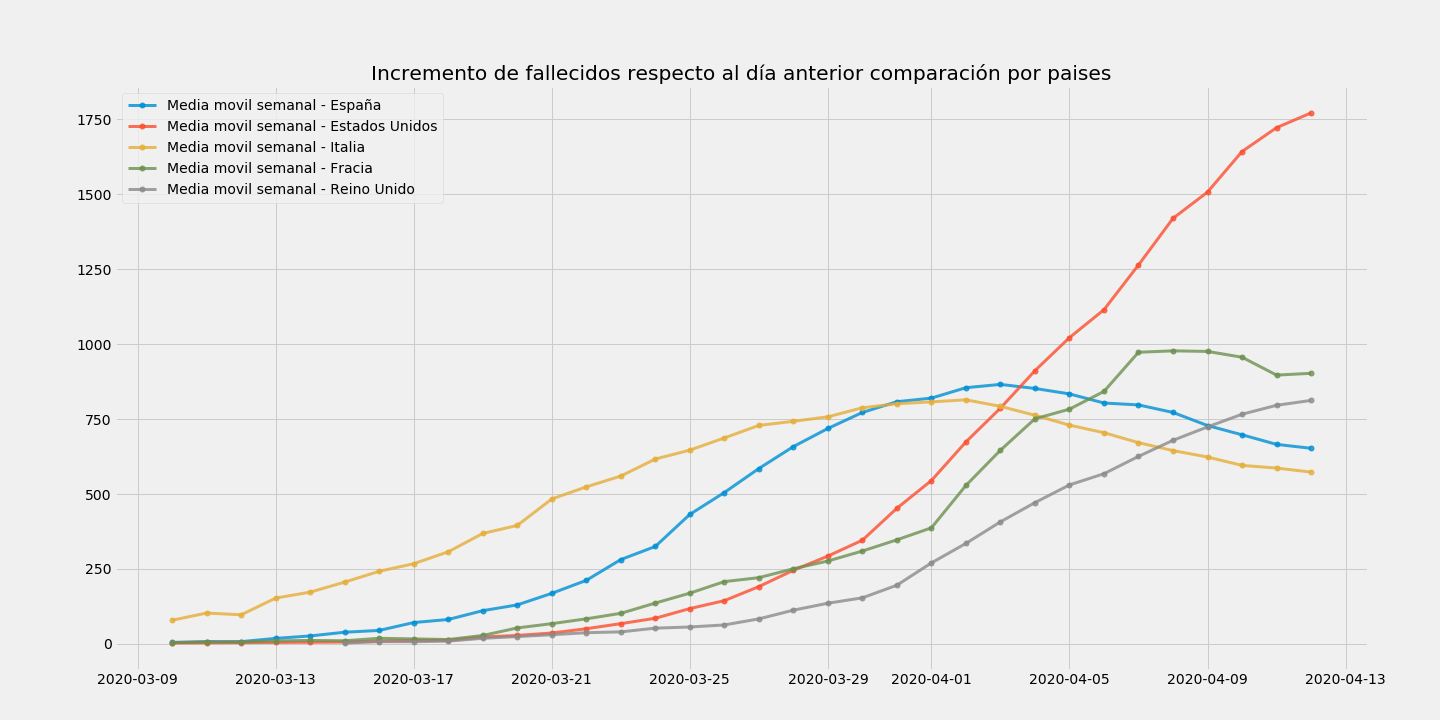 Incremento de fallecidos respecto al día anterior comparación por paises
Media movil semanal - España
Media movil semanal - Estados Unidos
Media movil semanal - Italia
Media movil semanal - Fracia
Media movil semanal - Reino Unido
1750
1500
1250
1000
750
500
250
0
2020-03-09 2020-03-13 2020-03-17 2020-03-21 2020-03-25 2020-03-29 2020-04-01 2020-04-05 2020-04-09 2020-04-13